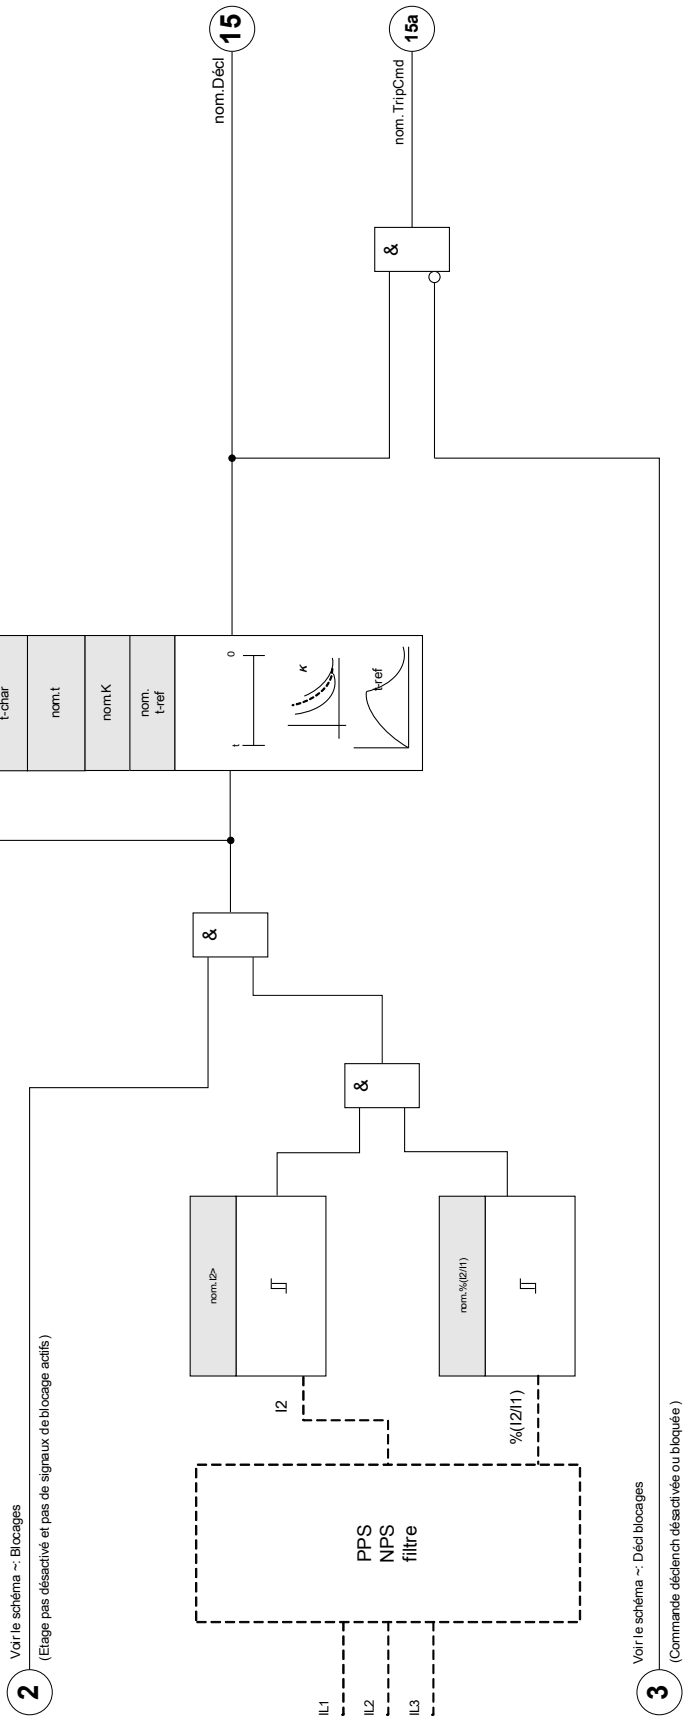 2
Voir le schéma ~: Blocages
(Etage pas désactivé et pas de signaux de blocage actifs)
IL1
IL2
IL3
PPS
NPS
filtre
I2
%(I2/I1)
nom.I2>
nom.%(I2/I1)
&
&
t-char
nom.t
nom.K
nom.
t-ref
t
0
K
t-ref
nom.Décl
15
&
nom.TripCmd
15a
3
Voir le schéma ~: Décl blocages
(Commande déclench désactivée ou bloquée)